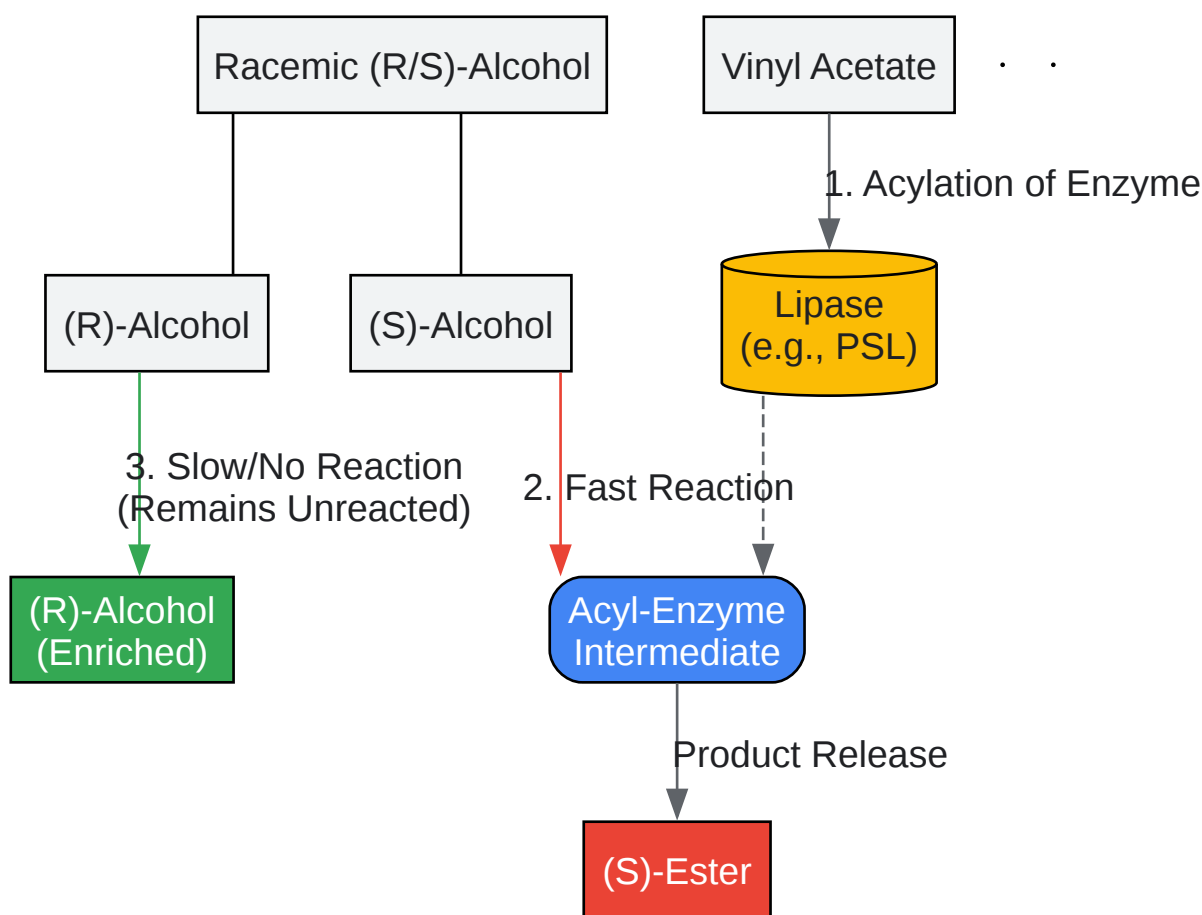 Racemic (R/S)-Alcohol
Vinyl Acetate
1. Acylation of Enzyme
(R)-Alcohol
(S)-Alcohol
Lipase
(e.g., PSL)
3. Slow/No Reaction
(Remains Unreacted)
2. Fast Reaction
(R)-Alcohol
(Enriched)
Acyl-Enzyme
Intermediate
Product Release
(S)-Ester